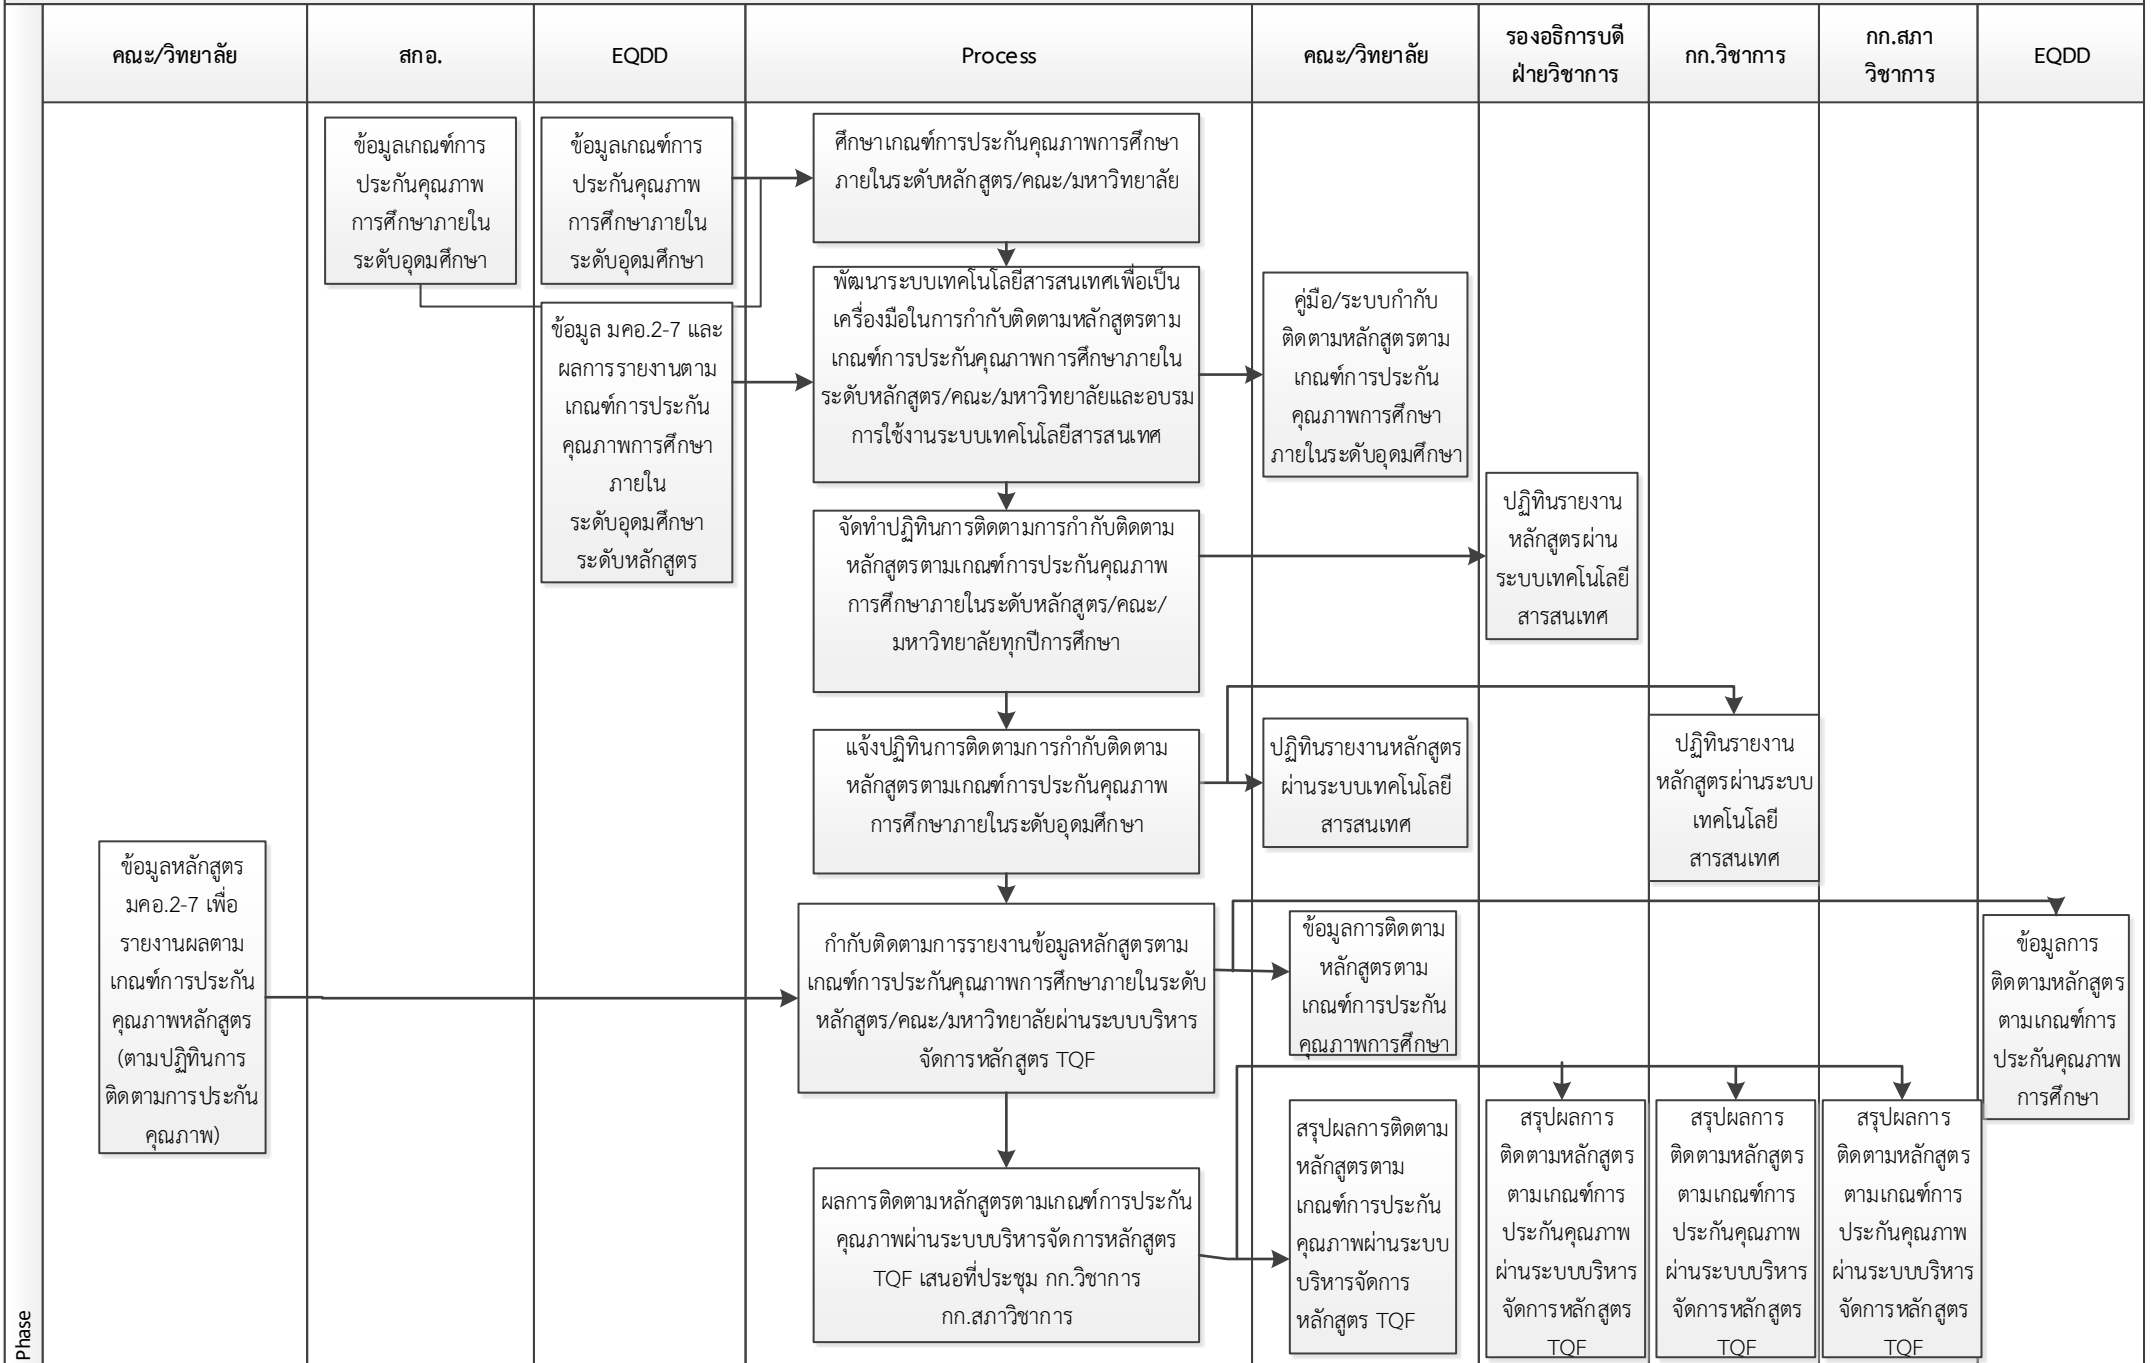 คณะ/วิทยาลัย
สกอ.
EQDD
Process
คณะ/วิทยาลัย
รองอธิการบดี
ฝ่ายวิชาการ
กก.วิชาการ
กก.สภา
วิชาการ
EQDD
ข้อมูลเกณฑ์การ
ประกันคุณภาพ
การศึกษาภายใน
ระดับอุดมศึกษา
ข้อมูลเกณฑ์การ
ประกันคุณภาพ
การศึกษาภายใน
ระดับอุดมศึกษา
ศึกษาเกณฑ์การประกันคุณภาพการศึกษา
ภายในระดับหลักสูตร/คณะ/มหาวิทยาลัย
ข้อมูล มคอ.2-7 และ
ผลการรายงานตาม
เกณฑ์การประกัน
คุณภาพการศึกษา
ภายใน
ระดับอุดมศึกษา
ระดับหลักสูตร
พัฒนาระบบเทคโนโลยีสารสนเทศเพื่อเป็น
เครื่องมือในการกำกับติดตามหลักสูตรตาม
เกณฑ์การประกันคุณภาพการศึกษาภายใน
ระดับหลักสูตร/คณะ/มหาวิทยาลัยและอบรม
การใช้งานระบบเทคโนโลยีสารสนเทศ
คู่มือ/ระบบกำกับ
ติดตามหลักสูตรตาม
เกณฑ์การประกัน
คุณภาพการศึกษา
ภายในระดับอุดมศึกษา
จัดทำปฏิทินการติดตามการกำกับติดตาม
หลักสูตรตามเกณฑ์การประกันคุณภาพ
การศึกษาภายในระดับหลักสูตร/คณะ/
มหาวิทยาลัยทุกปีการศึกษา
ปฏิทินรายงาน
หลักสูตรผ่าน
ระบบเทคโนโลยี
สารสนเทศ
แจ้งปฏิทินการติดตามการกำกับติดตาม
หลักสูตรตามเกณฑ์การประกันคุณภาพ
การศึกษาภายในระดับอุดมศึกษา
ปฏิทินรายงานหลักสูตร
ผ่านระบบเทคโนโลยี
สารสนเทศ
ปฏิทินรายงาน
หลักสูตรผ่านระบบ
เทคโนโลยี
สารสนเทศ
ข้อมูลหลักสูตร
มคอ.2-7 เพื่อ
รายงานผลตาม
เกณฑ์การประกัน
คุณภาพหลักสูตร
(ตามปฏิทินการ
ติดตามการประกัน
คุณภาพ)
กำกับติดตามการรายงานข้อมูลหลักสูตรตาม
เกณฑ์การประกันคุณภาพการศึกษาภายในระดับ
หลักสูตร/คณะ/มหาวิทยาลัยผ่านระบบบริหาร
จัดการหลักสูตร TQF
ข้อมูลการติดตาม
หลักสูตรตาม
เกณฑ์การประกัน
คุณภาพการศึกษา
ข้อมูลการ
ติดตามหลักสูตร
ตามเกณฑ์การ
ประกันคุณภาพ
การศึกษา
ผลการติดตามหลักสูตรตามเกณฑ์การประกัน
คุณภาพผ่านระบบบริหารจัดการหลักสูตร
TQF เสนอที่ประชุม กก.วิชาการ
กก.สภาวิชาการ
สรุปผลการติดตาม
หลักสูตรตาม
เกณฑ์การประกัน
คุณภาพผ่านระบบ
บริหารจัดการ
หลักสูตร TQF
สรุปผลการ
ติดตามหลักสูตร
ตามเกณฑ์การ
ประกันคุณภาพ
ผ่านระบบบริหาร
จัดการหลักสูตร
TQF
สรุปผลการ
ติดตามหลักสูตร
ตามเกณฑ์การ
ประกันคุณภาพ
ผ่านระบบบริหาร
จัดการหลักสูตร
TQF
สรุปผลการ
ติดตามหลักสูตร
ตามเกณฑ์การ
ประกันคุณภาพ
ผ่านระบบบริหาร
จัดการหลักสูตร
TQF
Phase